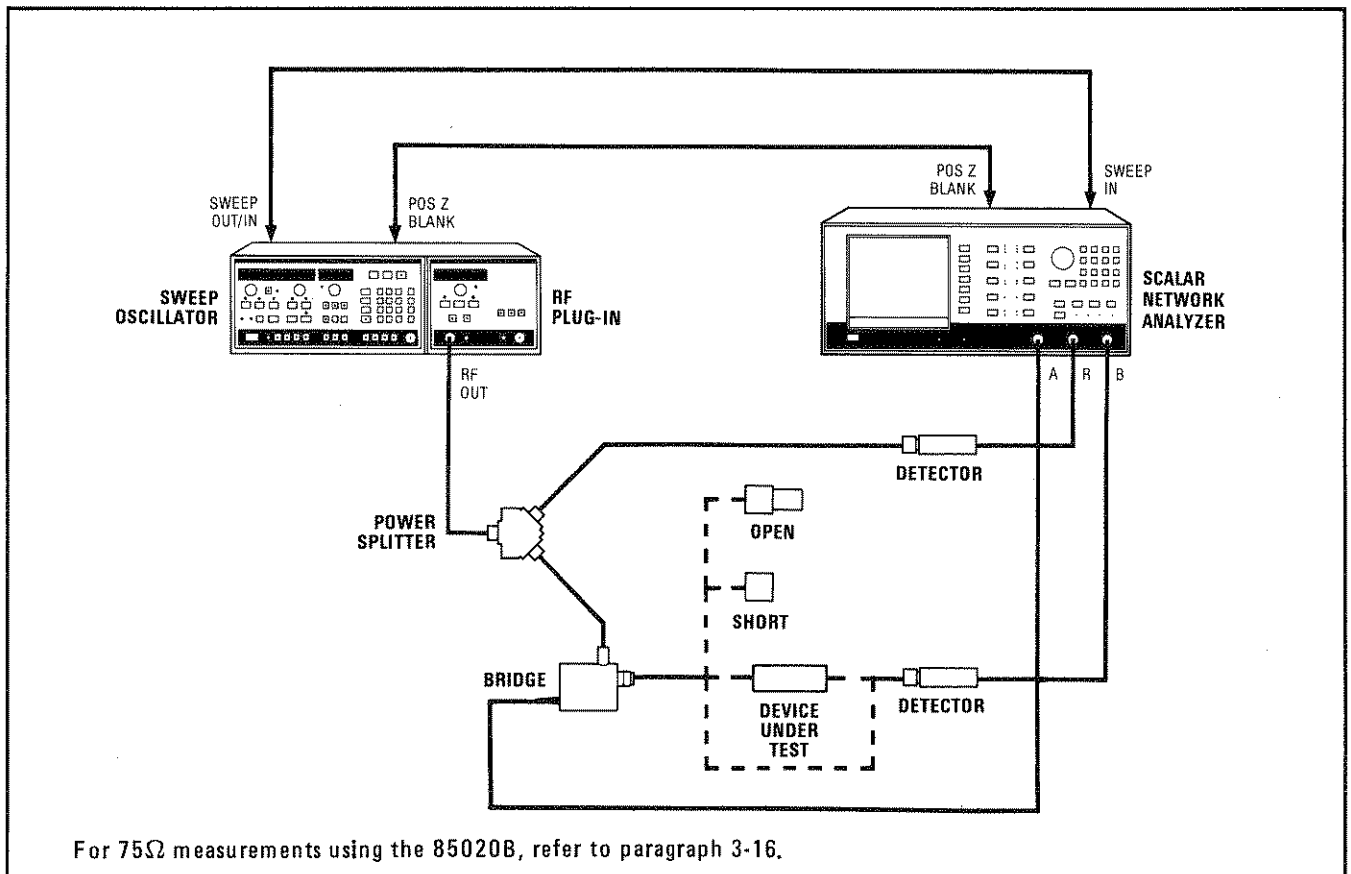 POS Z
BLANK
SWEEP
IN
SWEEP
OUT/IN
POS Z
BLANK
SWEEP
OSCILLATOR
RF
PLUG-IN
SCALAR
NETWORK
ANALYZER
RF
OUT
A R B
DETECTOR
POWER
SPLITTER
OPEN
SHORT
BRIDGE
DEVICE
UNDER
TEST
DETECTOR
For 75Ω measurements using the 85020B, refer to paragraph 3-16.